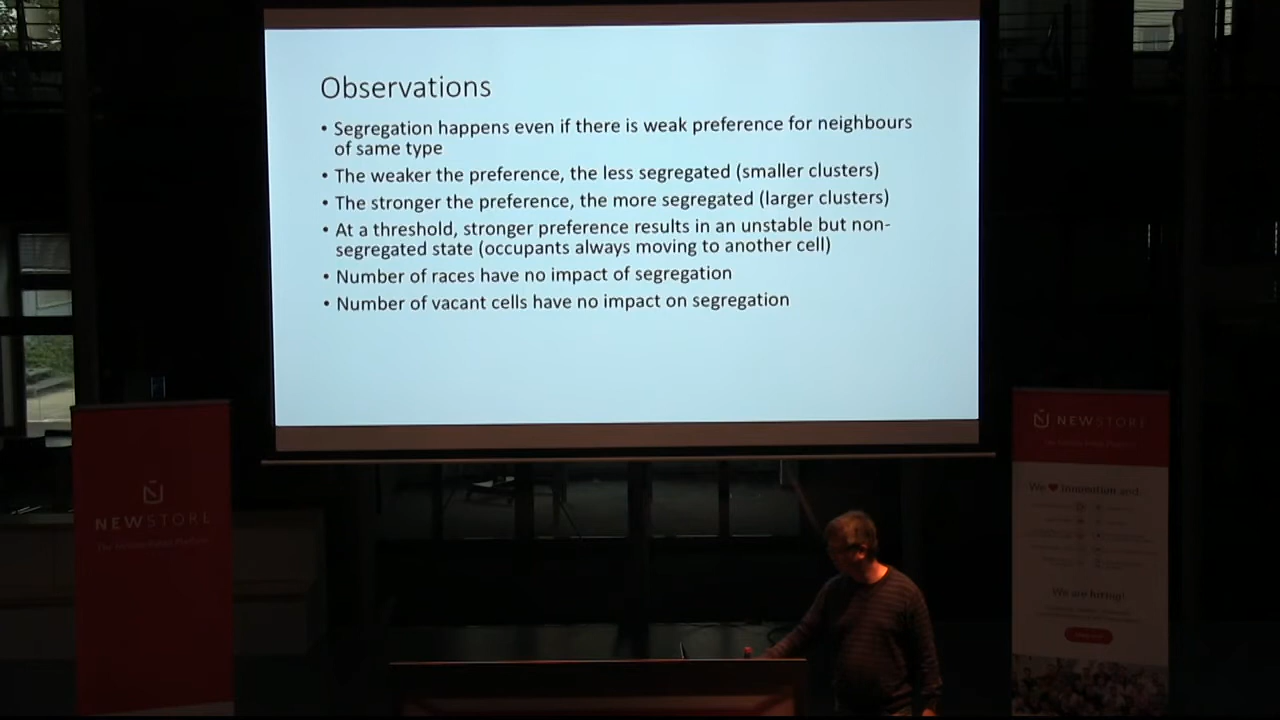 Observations
• Segregation happens even if there is weak preference for neighbours
of same type
• The weaker the preference, the less segregated (smaller clusters)
• The stronger the preference, the more segregated (larger clusters)
• At a threshold, stronger preference results in an unstable but non-
segregated state (occupants always moving to another cell)
• Number of races have no impact of segregation
• Number of vacant cells have no impact on segregation
NEWSTORE
NEWSTORE
We ❤ innovation and
We are hiring!